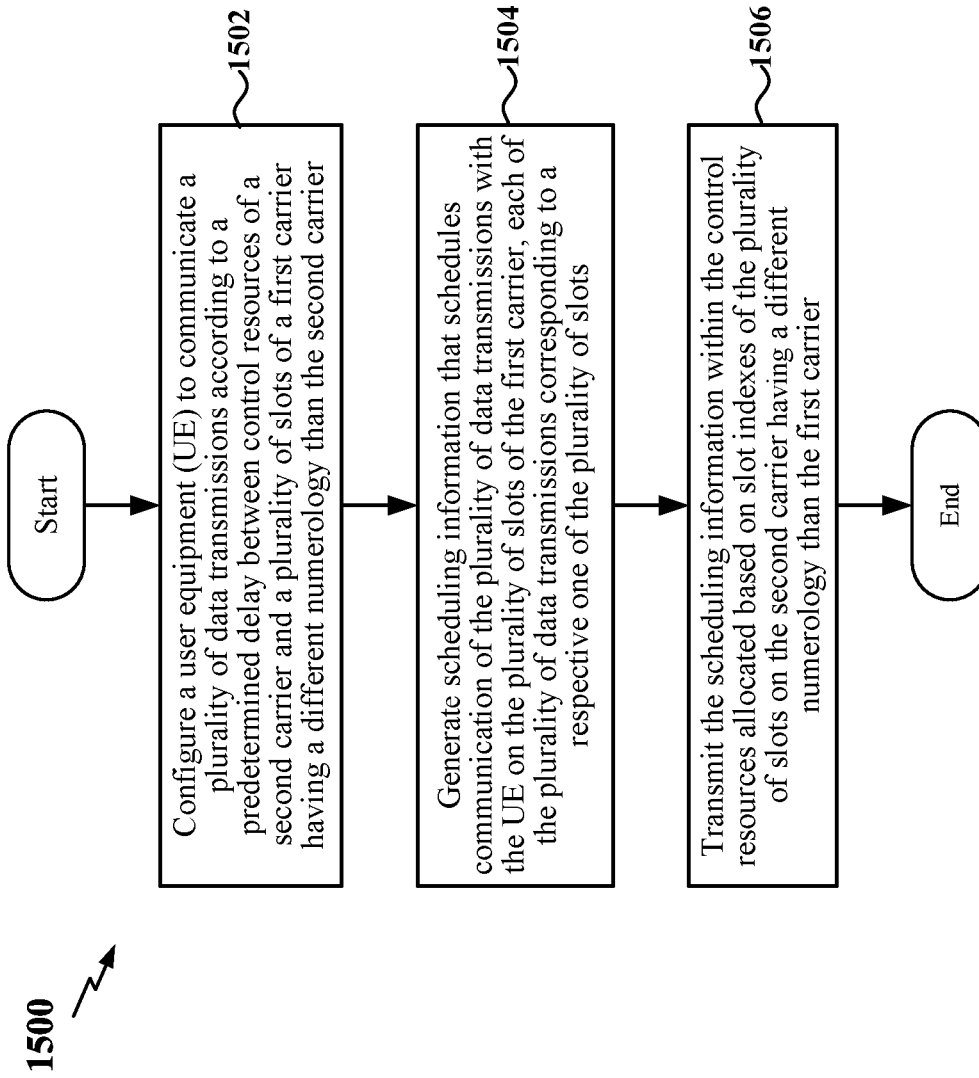 1500
Start
Configure a user equipment (UE) to communicate a
plurality of data transmissions according to a
predetermined delay between control resources of a
second carrier and a plurality of slots of a first carrier
having a different numerology than the second carrier
1502
Generate scheduling information that schedules
communication of the plurality of data transmissions with
the UE on the plurality of slots of the first carrier, each of
the plurality of data transmissions corresponding to a
respective one of the plurality of slots
1504
Transmit the scheduling information within the control
resources allocated based on slot indexes of the plurality
of slots on the second carrier having a different
numerology than the first carrier
1506
End